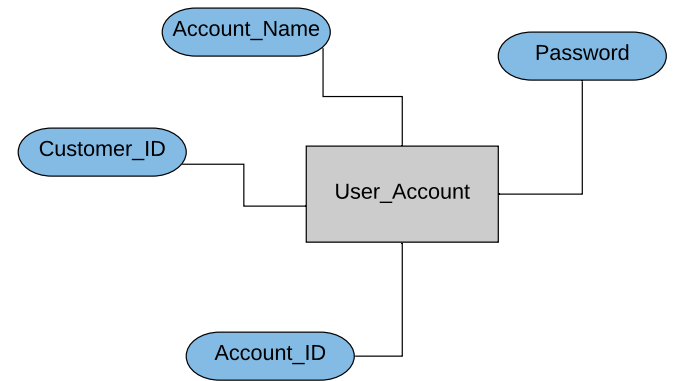 Account_Name
Password
Customer_ID
User_Account
Account_ID